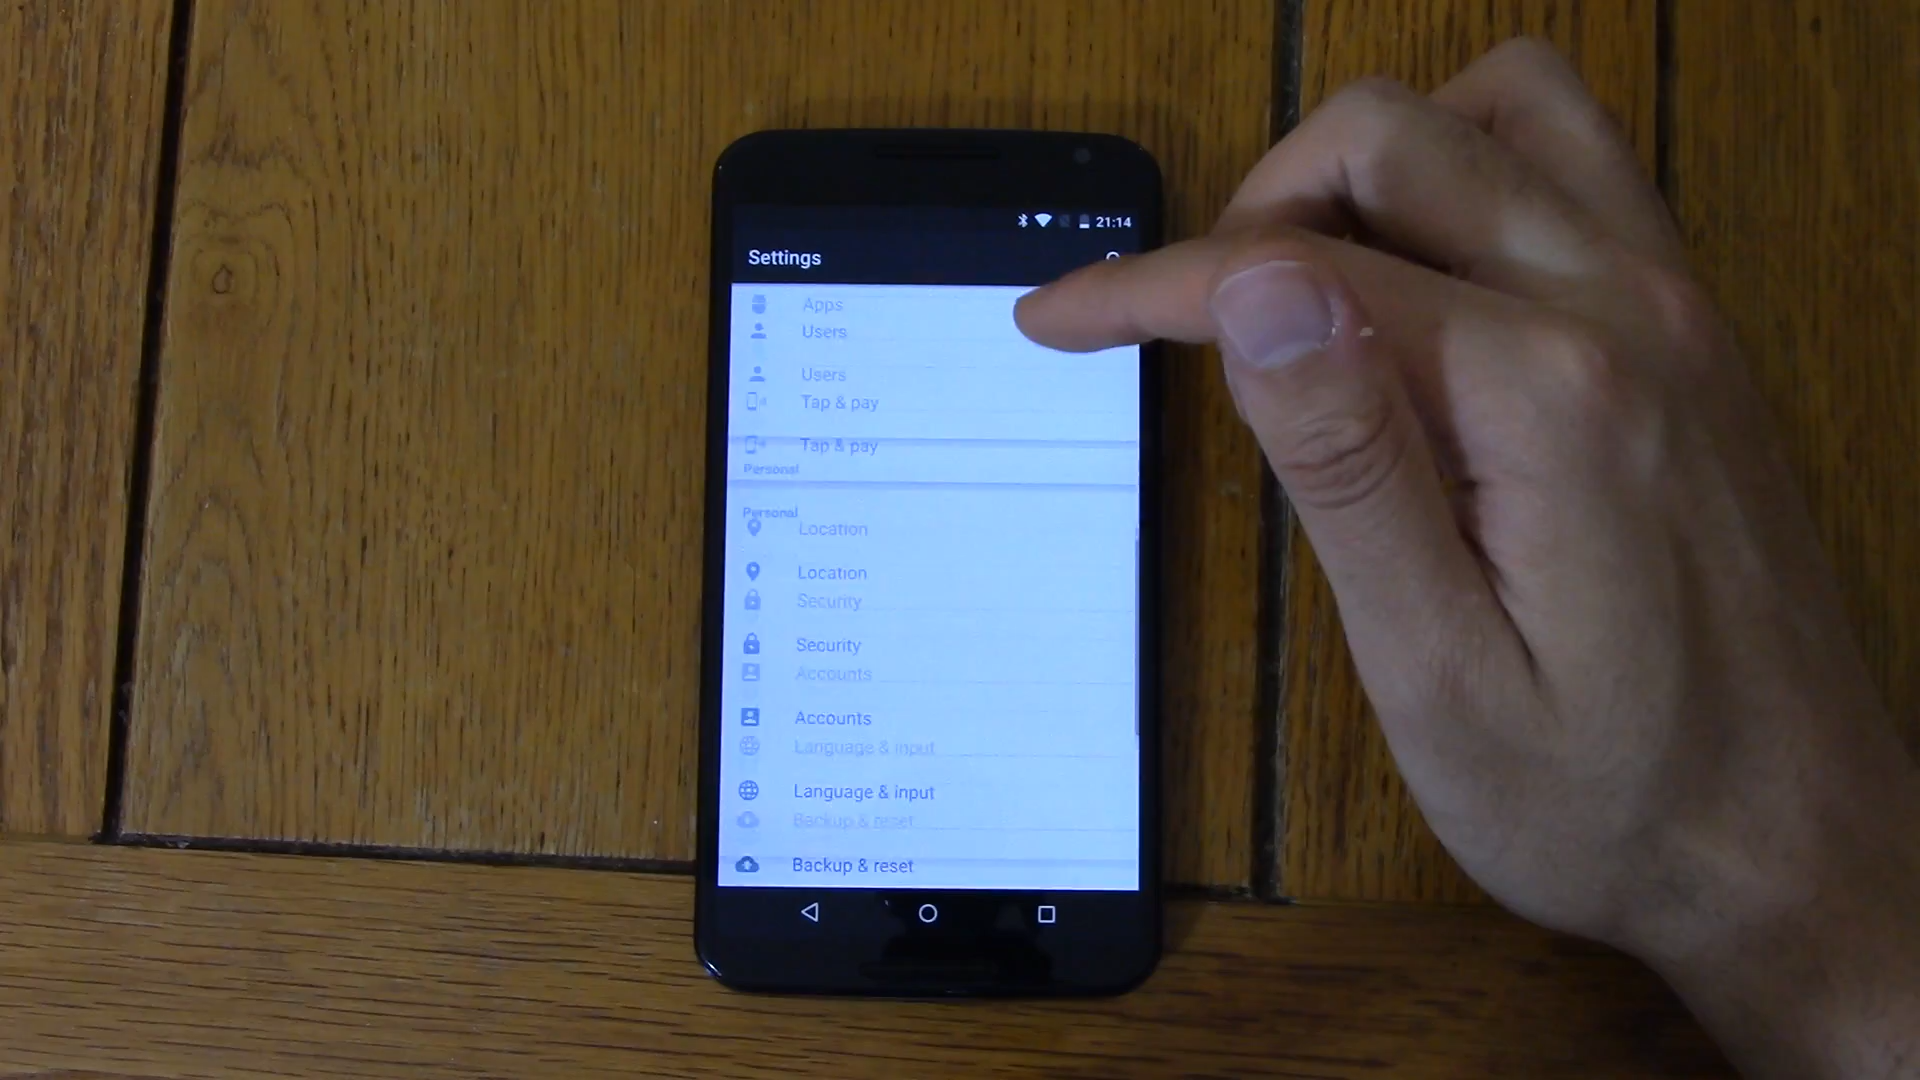 21:14
Settings
Apps
Users
Users
Tap & pay
Tap & pay
Personal
Personal
Location
Location
Security
Security
Accounts
Accounts
Language & input
Language & input
Backup & reset
Backup & reset